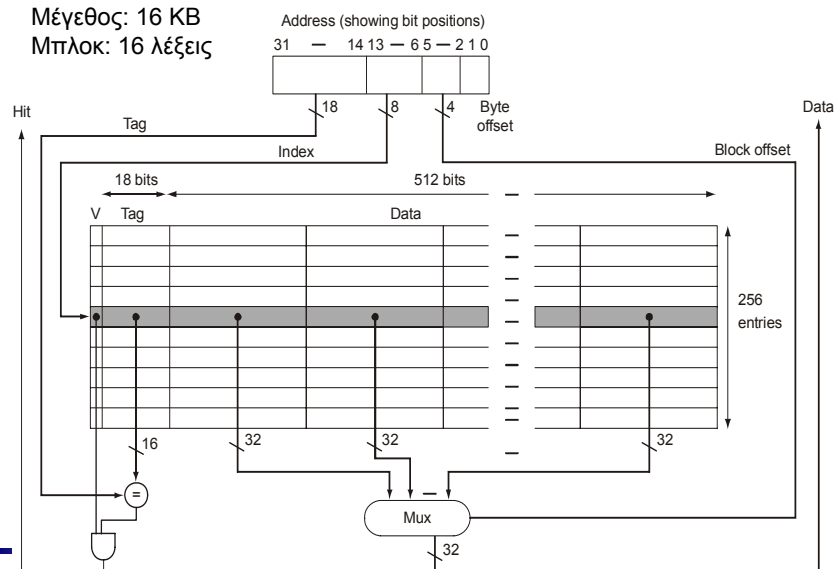 Μέγεθος: 16 KB
Μπλοκ: 16 λέξεις
Address (showing bit positions)
31 — 14 13 — 6 5 — 2 1 0
18 8 4 Byte offset
Hit
Data
Tag
Index
Block offset
18 bits
512 bits
V Tag Data
256 entries
16 32 32 32
=
Mux
32